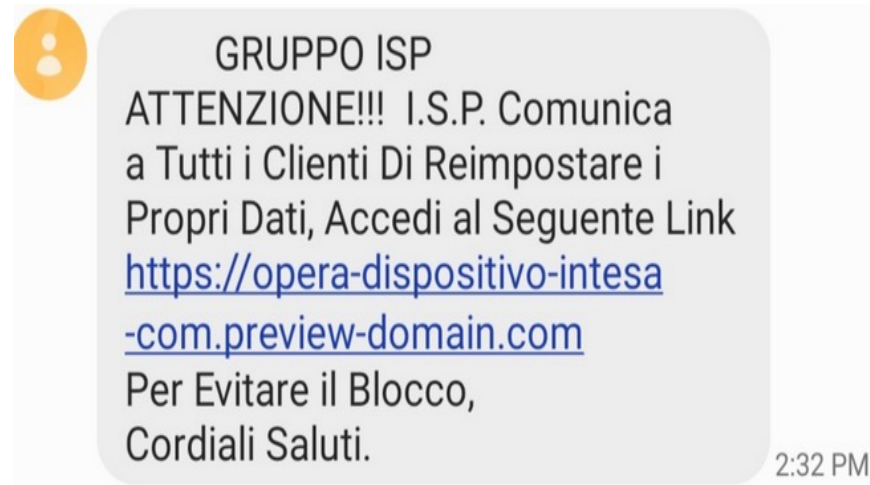 GRUPPO lSP
ATTENZIONE!!! I.S.P. Comunica
a Tutti i Clienti Di Reimpostare i
Propri Dati, Accedi al Seguente Link
https://opera-dispositivo-intesa
-com.preview-domain.com
Per Evitare il Blocco,
Cordiali Saluti.
2:32 PM